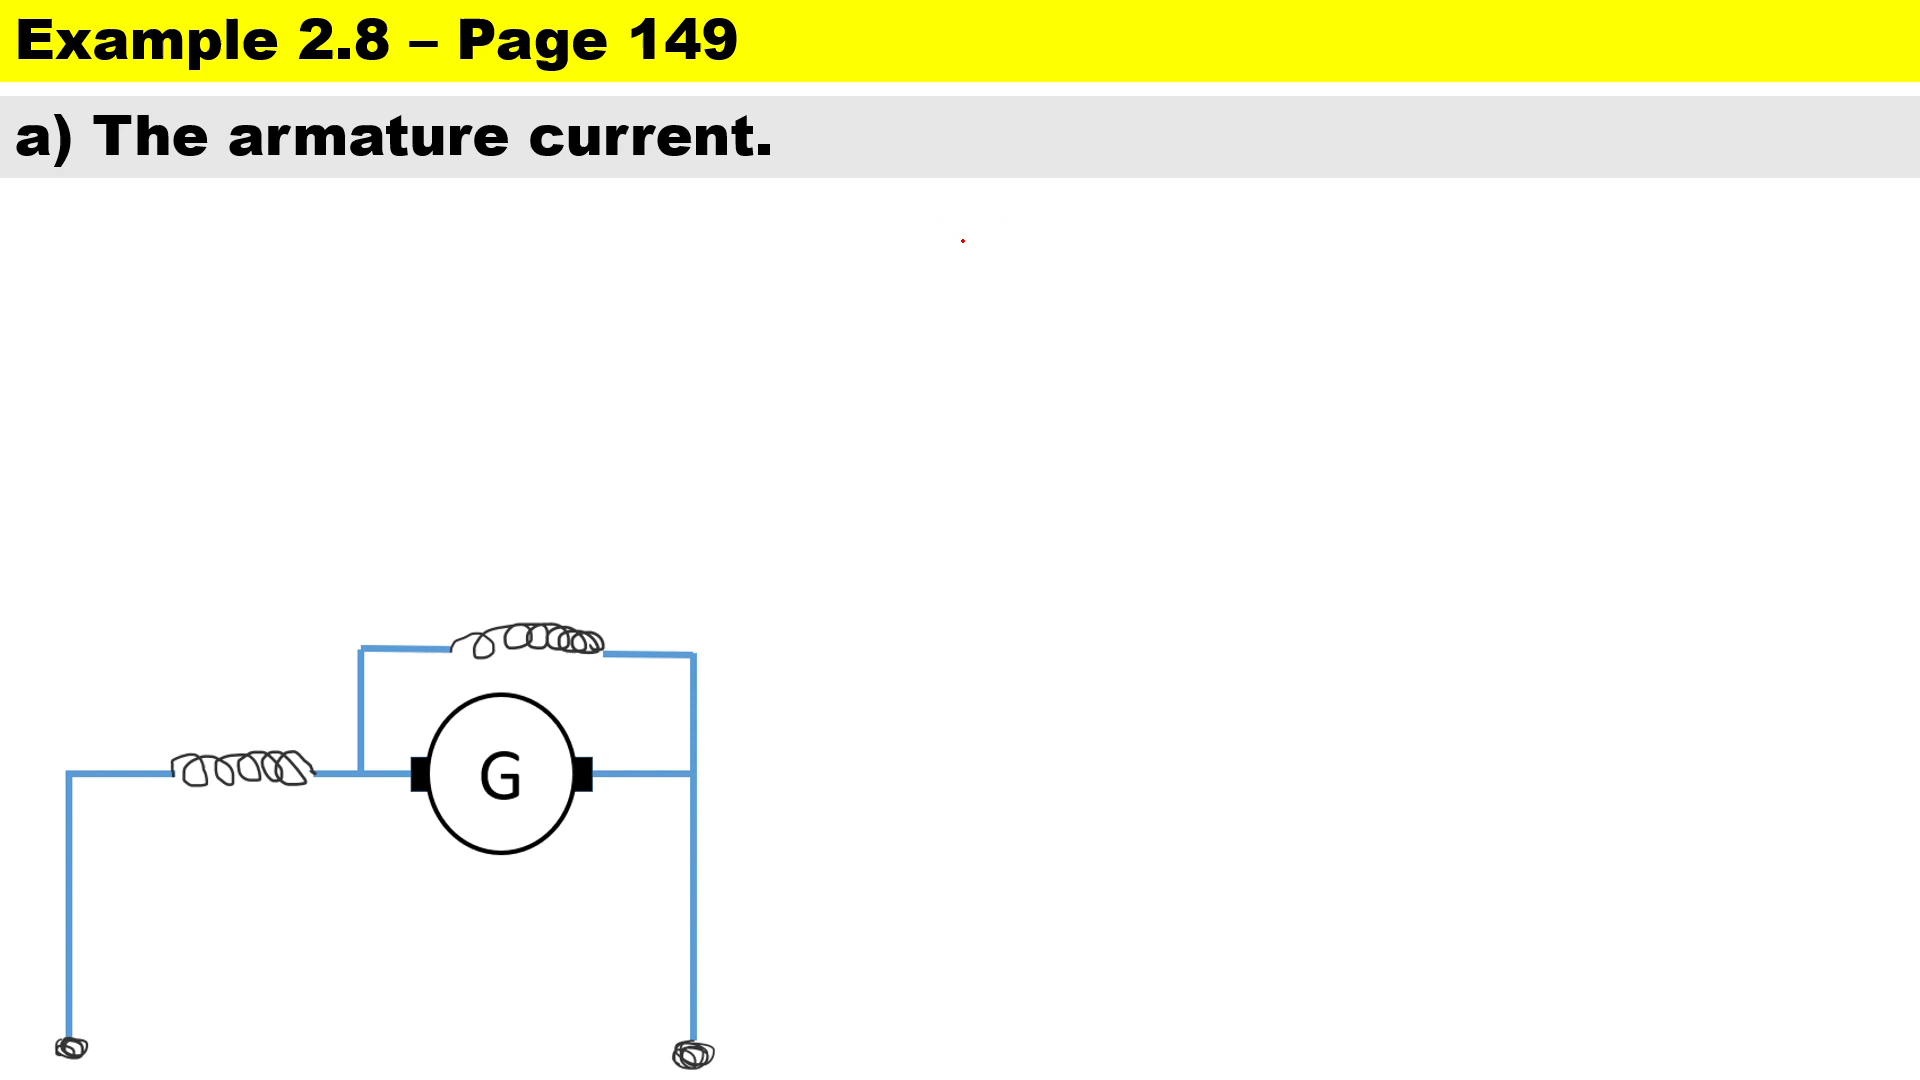 Example 2.8 – Page 149
a) The armature current.
G